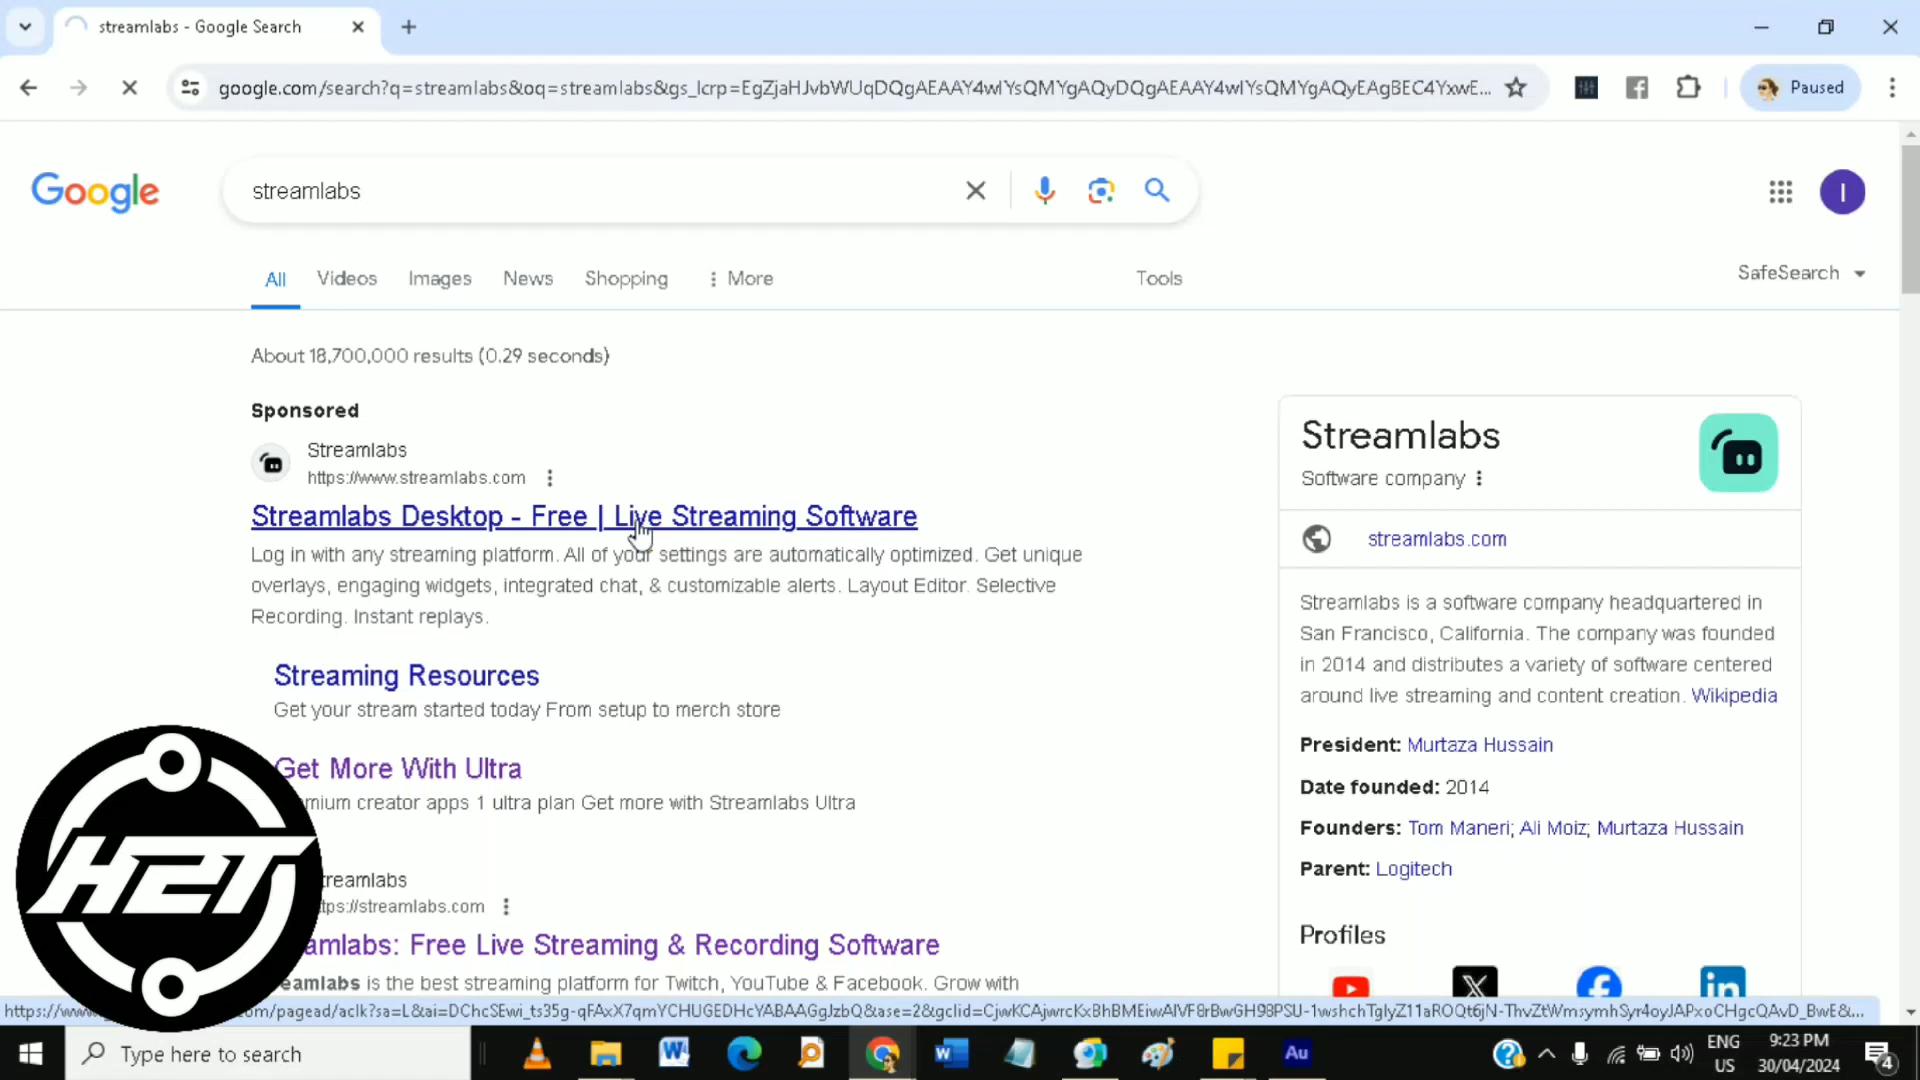 streamlabs - Google Search
google.com/search?q=streamlabs&oq=streamlabs&gs_lcrp=EgZjaHJvbWUqDQgAEAAY4wIYsQMYgAQyDQgAEAAY4wIYsQMYgAQyEAgBEC4YxwE...
Paused
Google
streamlabs
I
All
Videos
Images
News
Shopping
More
Tools
SafeSearch
About 18,700,000 results (0.29 seconds)
Sponsored
Streamlabs
https://www.streamlabs.com
Streamlabs Desktop - Free | Live Streaming Software
Log in with any streaming platform. All of your settings are automatically optimized. Get unique
overlays, engaging widgets, integrated chat, & customizable alerts. Layout Editor. Selective
Recording. Instant replays.
Streaming Resources
Get your stream started today From setup to merch store
Get More With Ultra
mium creator apps 1 ultra plan Get more with Streamlabs Ultra
reamlabs
tps://streamlabs.com
amlabs: Free Live Streaming & Recording Software
eamlabs is the best streaming platform for Twitch, YouTube & Facebook. Grow with
Streamlabs
Software company
streamlabs.com
Streamlabs is a software company headquartered in
San Francisco, California. The company was founded
in 2014 and distributes a variety of software centered
around live streaming and content creation. Wikipedia
President: Murtaza Hussain
Date founded: 2014
Founders: Tom Maneri; Ali Moiz; Murtaza Hussain
Parent: Logitech
Profiles
H2T
Type here to search
Au
ENG
US
9:23 PM
30/04/2024
4